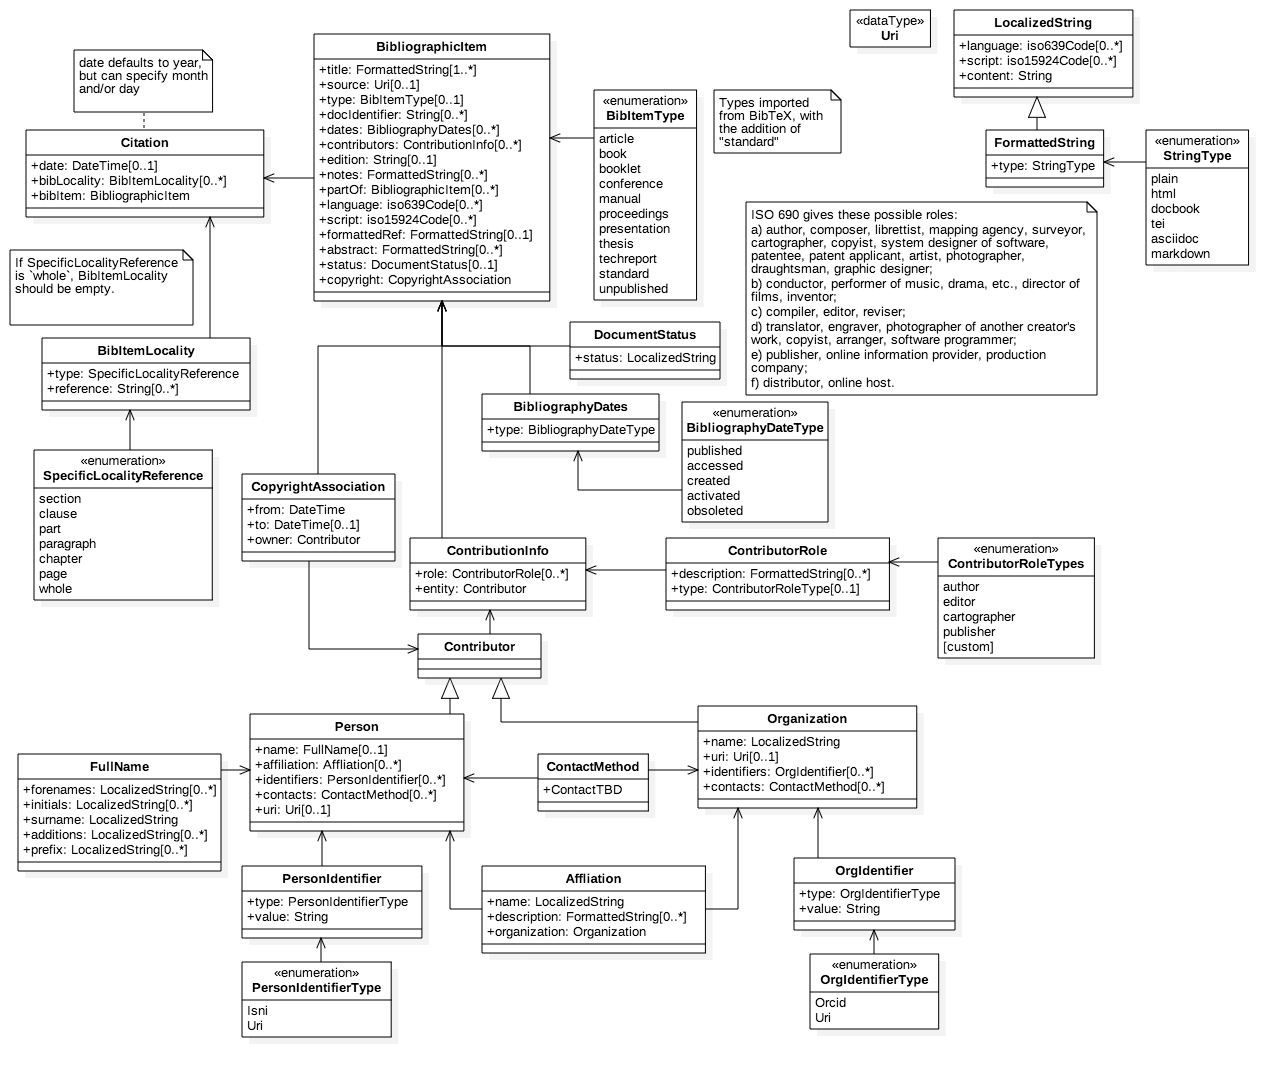 date defaults to year,
but can specify month
and/or day
Citation
+date: DateTime[0..1]
+bibLocality: BibItemLocality[0..*]
+bibItem: BibliographicItem
If SpecificLocalityReference
is `whole`, BibItemLocality
should be empty.
BibItemLocality
+type: SpecificLocalityReference
+reference: String[0..*]
«enumeration»
SpecificLocalityReference
section
clause
part
paragraph
chapter
page
whole
BibliographicItem
+title: FormattedString[1..*]
+source: Uri[0..1]
+type: BibItemType[0..1]
+docIdentifier: String[0..*]
+dates: BibliographyDates[0..*]
+contributors: ContributionInfo[0..*]
+edition: String[0..1]
+notes: FormattedString[0..*]
+partOf: BibliographicItem[0..*]
+language: iso639Code[0..*]
+script: iso15924Code[0..*]
+formattedRef: FormattedString[0..1]
+abstract: FormattedString[0..*]
+status: DocumentStatus[0..1]
+copyright: CopyrightAssociation
«enumeration»
BibItemType
article
book
booklet
conference
manual
proceedings
presentation
thesis
techreport
standard
unpublished
Types imported
from BibTeX, with
the addition of
"standard"
«dataType»
Uri
LocalizedString
+language: iso639Code[0..*]
+script: iso15924Code[0..*]
+content: String
FormattedString
+type: StringType
«enumeration»
StringType
plain
html
docbook
tei
asciidoc
markdown
ISO 690 gives these possible roles:
a) author, composer, librettist, mapping agency, surveyor,
cartographer, copyist, system designer of software,
patentee, patent applicant, artist, photographer,
draughtsman, graphic designer;
b) conductor, performer of music, drama, etc., director of
films, inventor;
c) compiler, editor, reviser;
d) translator, engraver, photographer of another creator's
work, copyist, arranger, software programmer;
e) publisher, online information provider, production
company;
f) distributor, online host.
DocumentStatus
+status: LocalizedString
BibliographyDates
+type: BibliographyDateType
«enumeration»
BibliographyDateType
published
accessed
created
activated
obsoleted
CopyrightAssociation
+from: DateTime
+to: DateTime[0..1]
+owner: Contributor
ContributionInfo
+role: ContributorRole[0..*]
+entity: Contributor
ContributorRole
+description: FormattedString[0..*]
+type: ContributorRoleType[0..1]
«enumeration»
ContributorRoleTypes
author
editor
cartographer
publisher
[custom]
Contributor
Person
+name: FullName[0..1]
+affiliation: Affliation[0..*]
+identifiers: PersonIdentifier[0..*]
+contacts: ContactMethod[0..*]
+uri: Uri[0..1]
FullName
+forenames: LocalizedString[0..*]
+initials: LocalizedString[0..*]
+surname: LocalizedString
+additions: LocalizedString[0..*]
+prefix: LocalizedString[0..*]
ContactMethod
+ContactTBD
Organization
+name: LocalizedString
+uri: Uri[0..1]
+identifiers: OrgIdentifier[0..*]
+contacts: ContactMethod[0..*]
PersonIdentifier
+type: PersonIdentifierType
+value: String
«enumeration»
PersonIdentifierType
Isni
Uri
Affliation
+name: LocalizedString
+description: FormattedString[0..*]
+organization: Organization
OrgIdentifier
+type: OrgIdentifierType
+value: String
«enumeration»
OrgIdentifierType
Orcid
Uri